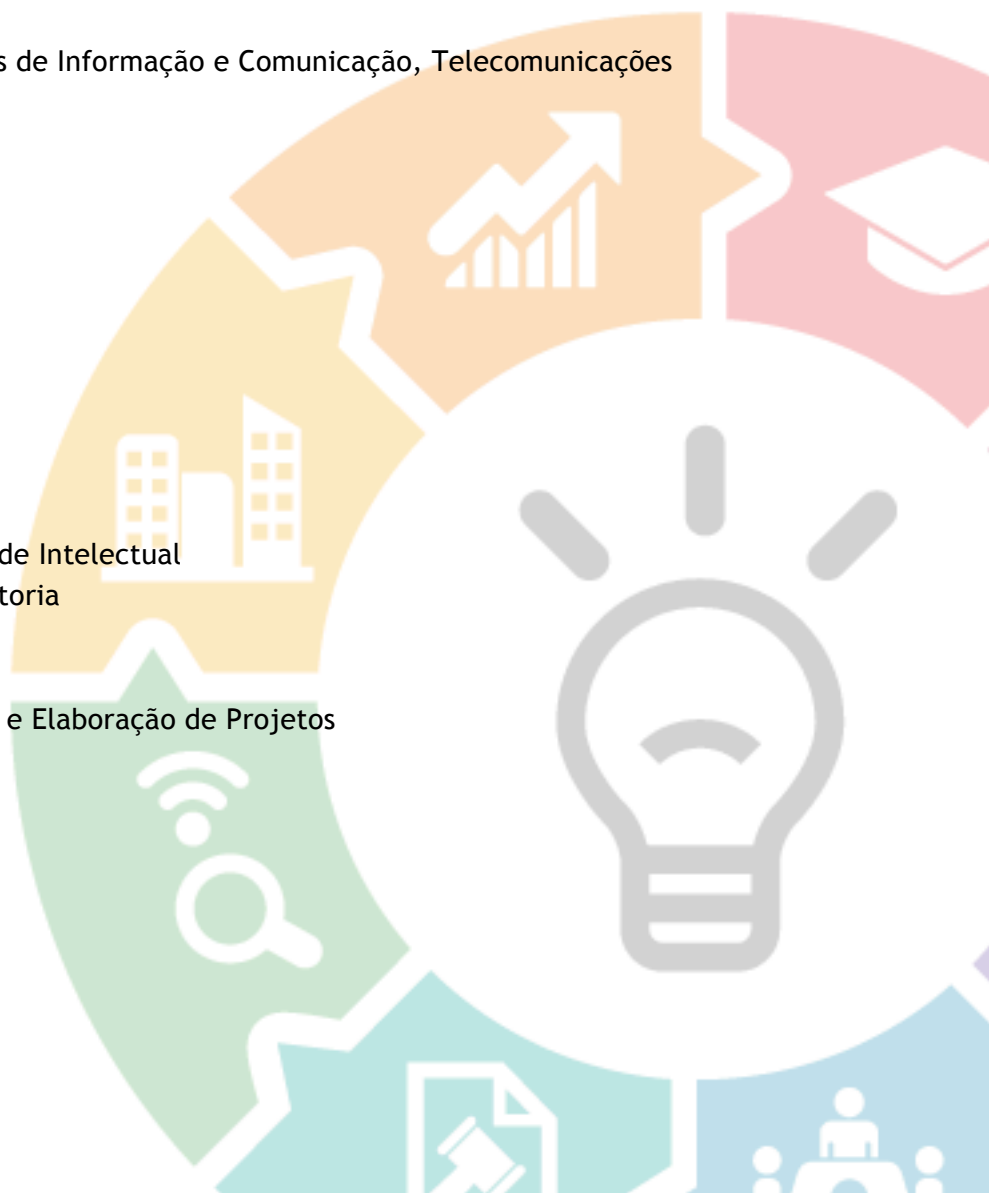 s de Informação e Comunicação, Telecomunicações
de Intelectual
toria
e Elaboração de Projetos